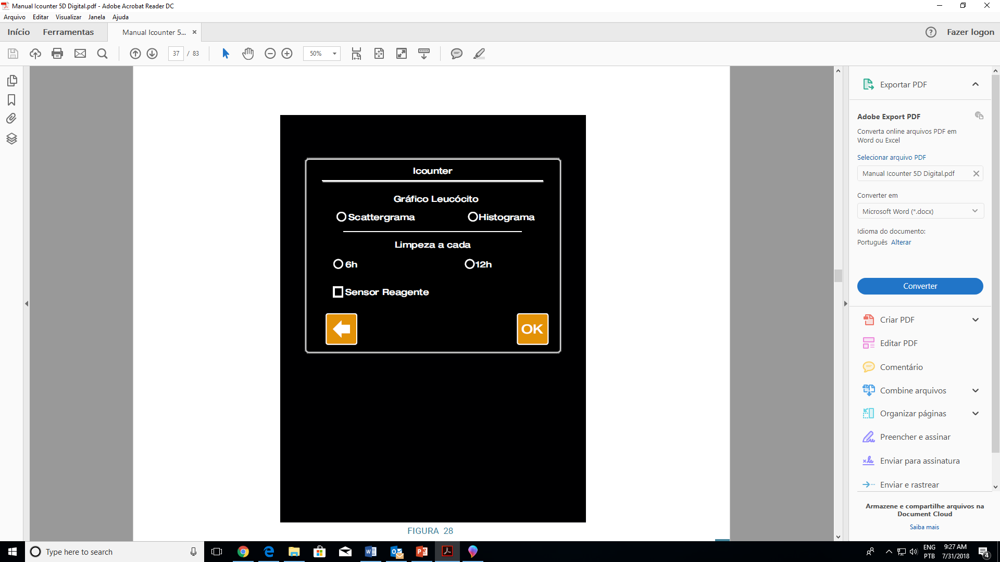 Manual Icounter 5D Digital.pdf - Adobe Acrobat Reader DC
Arquivo Editar Visualizar Janela Ajuda
Início Ferramentas Manual Icounter 5... Fazer logon
37 / 83 50%
Exportar PDF
Adobe Export PDF
Converta online arquivos PDF em
Word ou Excel
Selecionar arquivo PDF
Manual Icounter 5D Digital.pdf
Converter em
Microsoft Word (*.docx)
Idioma do documento:
Português Alterar
Converter
Criar PDF
Editar PDF
Comentário
Combine arquivos
Organizar páginas
Preencher e assinar
Enviar para assinatura
Enviar e rastrear
Armazene e compartilhe arquivos na
Document Cloud
Saiba mais
Icounter
Gráfico Leucócito
Scattergrama Histograma
Limpeza a cada
6h 12h
Sensor Reagente
OK
FIGURA 28
Type here to search
ENG
PTB
9:27 AM
7/31/2018
4